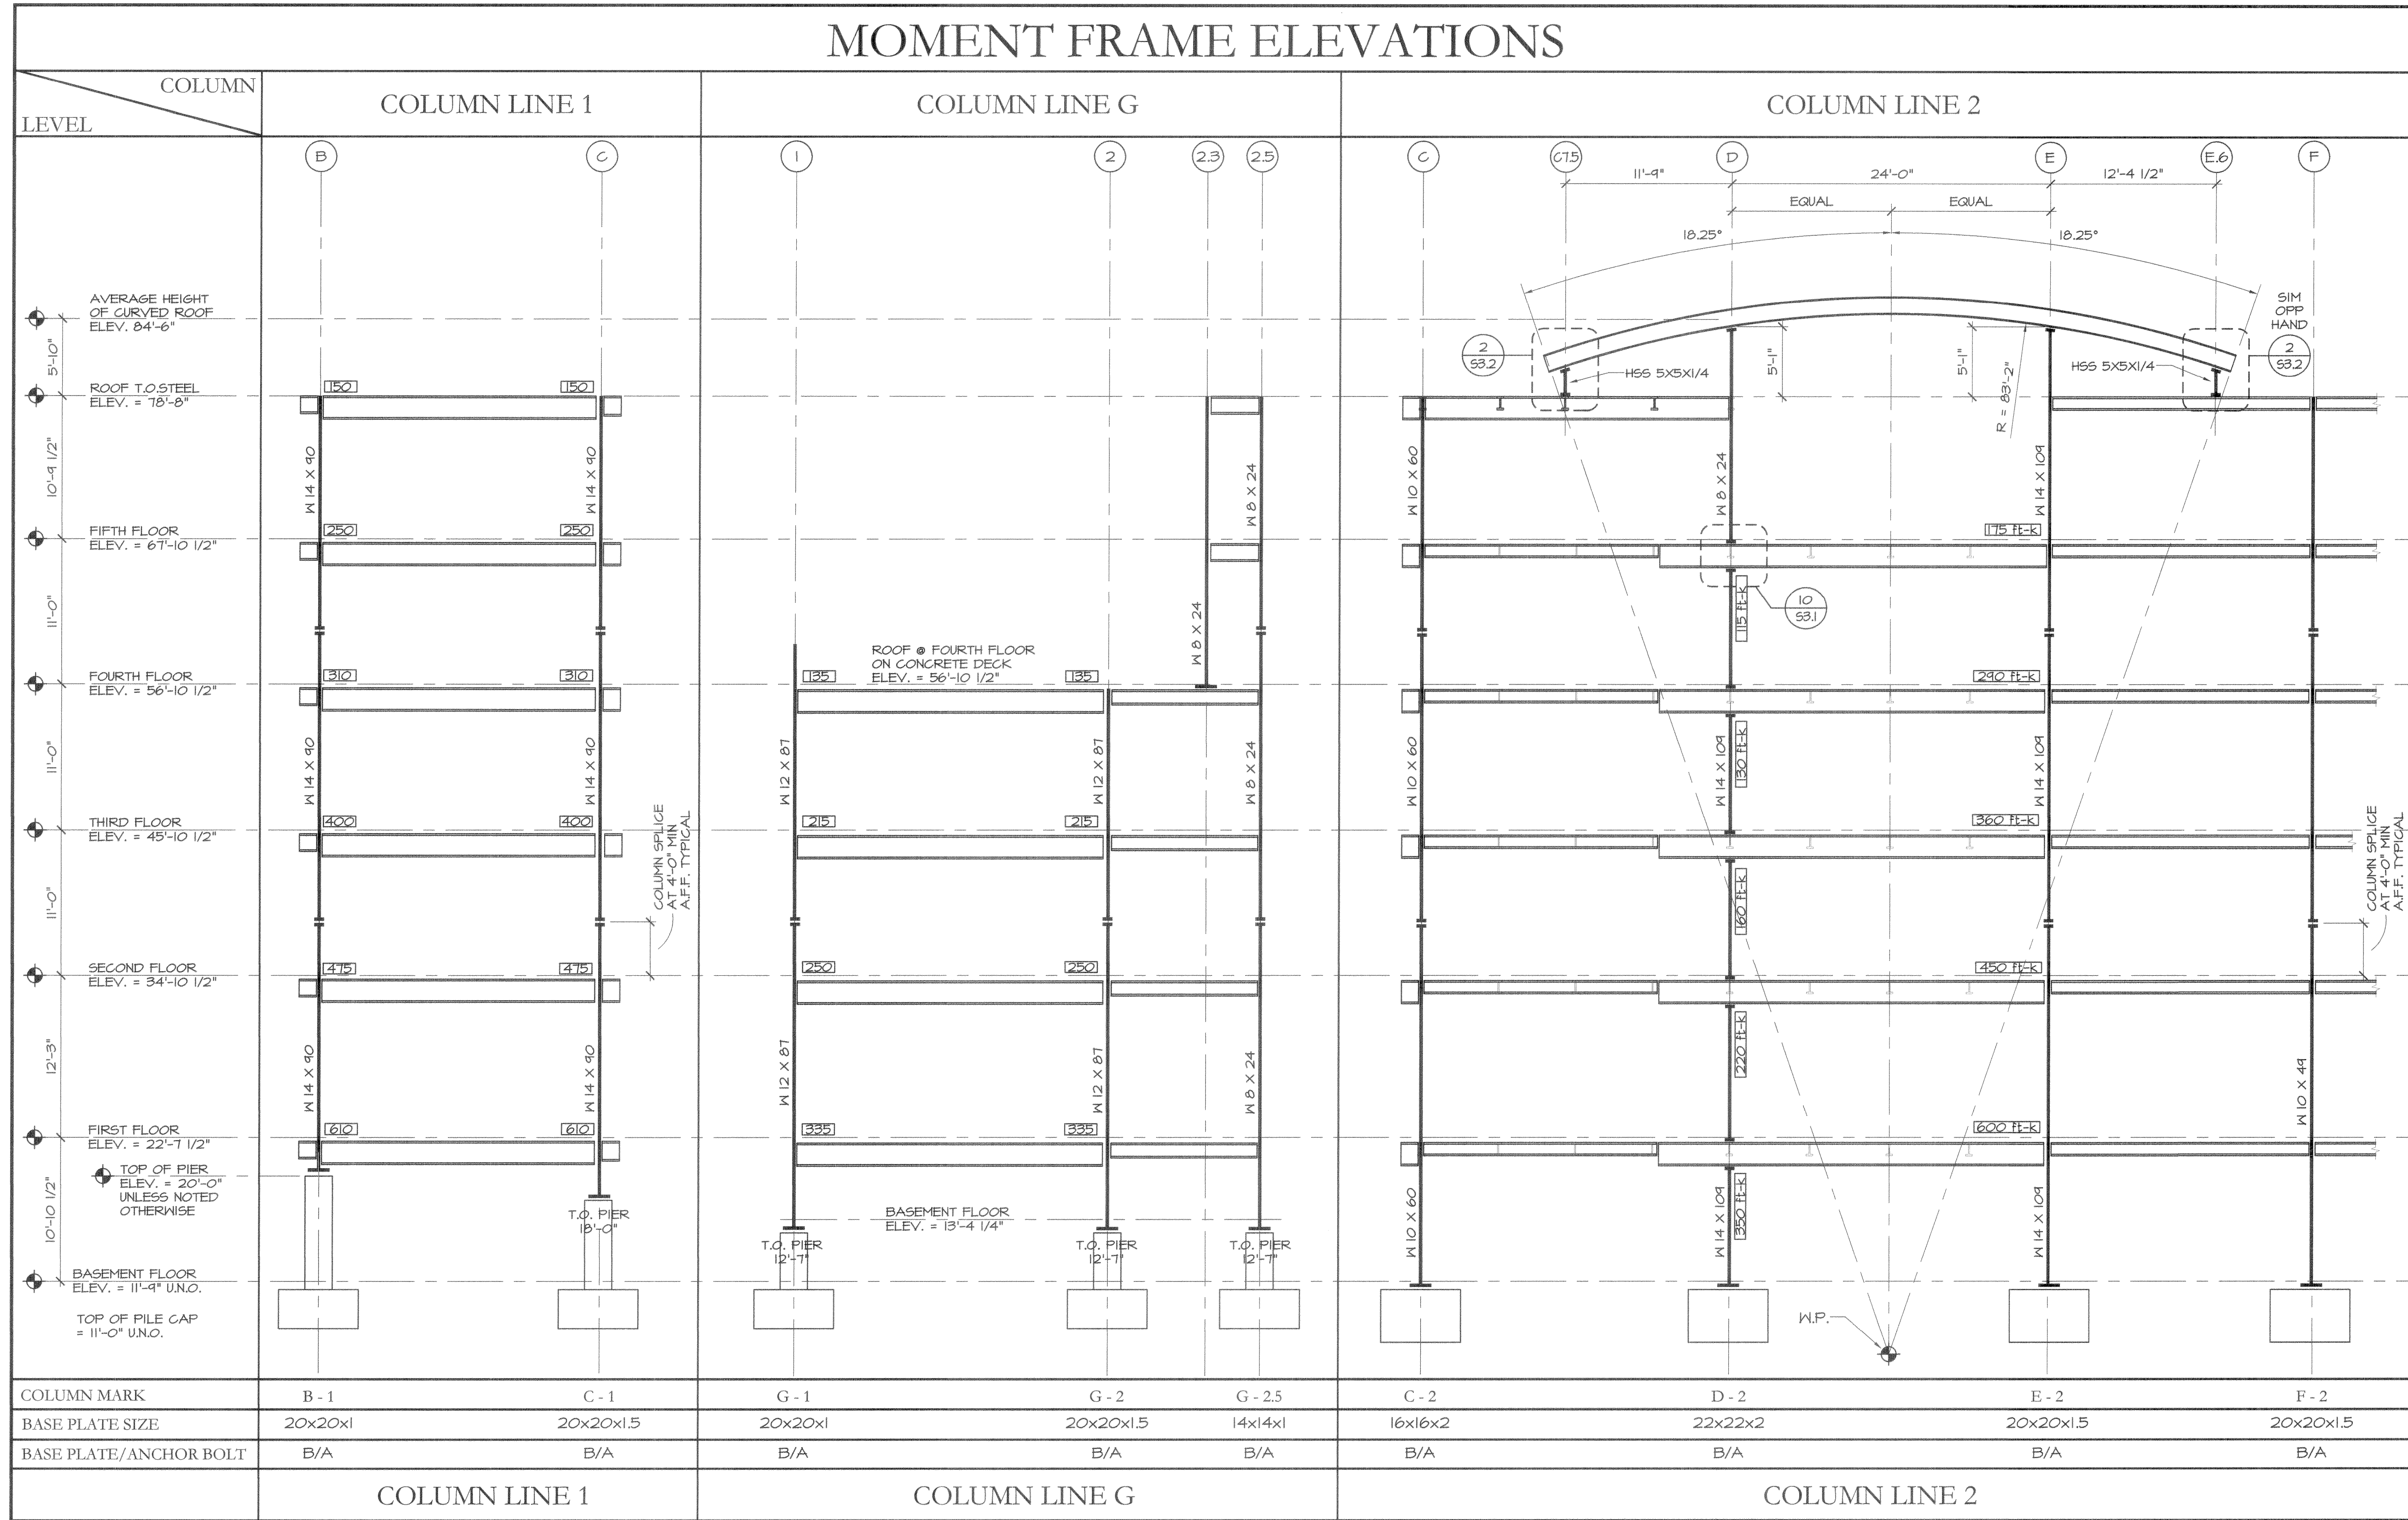 MOMENT FRAME ELEVATIONS
COLUMN
LEVEL
COLUMN LINE 1
COLUMN LINE G
COLUMN LINE 2
B
C
1
2
2.3
2.5
C
C7.5
D
E
E.6
F
11'-9"
24'-0"
12'-4 1/2"
EQUAL
EQUAL
18.25°
18.25°
AVERAGE HEIGHT
OF CURVED ROOF
ELEV. 84'-6"
5'-10"
ROOF T.O.STEEL
ELEV. = 78'-8"
10'-9 1/2"
FIFTH FLOOR
ELEV. = 67'-10 1/2"
11'-0"
FOURTH FLOOR
ELEV. = 56'-10 1/2"
11'-0"
THIRD FLOOR
ELEV. = 45'-10 1/2"
11'-0"
SECOND FLOOR
ELEV. = 34'-10 1/2"
12'-3"
FIRST FLOOR
ELEV. = 22'-7 1/2"
TOP OF PIER
ELEV. = 20'-0"
UNLESS NOTED
OTHERWISE
10'-10 1/2"
BASEMENT FLOOR
ELEV. = 11'-9" U.N.O.
TOP OF PILE CAP
= 11'-0" U.N.O.
150
150
W 14 X 90
W 14 X 90
250
250
310
310
W 14 X 90
W 14 X 90
400
400
COLUMN SPLICE
AT 4'-0" MIN
A.F.F. TYPICAL
475
475
W 14 X 90
W 14 X 90
610
610
T.O. PIER
18'-0"
W 8 X 24
W 8 X 24
ROOF @ FOURTH FLOOR
ON CONCRETE DECK
ELEV. = 56'-10 1/2"
135
135
W 12 X 87
W 12 X 87
W 8 X 24
215
215
250
250
W 12 X 87
W 12 X 87
W 8 X 24
335
335
BASEMENT FLOOR
ELEV. = 13'-4 1/4"
T.O. PIER
12'-7"
T.O. PIER
12'-7"
T.O. PIER
12'-7"
2
S3.2
HSS 5X5X1/4
5'-1"
5'-1"
R = 83'-2"
HSS 5X5X1/4
SIM
OPP
HAND
2
S3.2
W 10 X 60
W 8 X 24
W 14 X 109
175 ft-k
115 ft-k
10
S3.1
290 ft-k
W 10 X 60
W 14 X 109
130 ft-k
W 14 X 109
360 ft-k
160 ft-k
COLUMN SPLICE
AT 4'-0" MIN
A.F.F. TYPICAL
450 ft-k
220 ft-k
W 10 X 49
600 ft-k
W 10 X 60
W 14 X 109
350 ft-k
W 14 X 109
W.P.
COLUMN MARK
B - 1
C - 1
G - 1
G - 2
G - 2.5
C - 2
D - 2
E - 2
F - 2
BASE PLATE SIZE
20x20x1
20x20x1.5
20x20x1
20x20x1.5
14x14x1
16x16x2
22x22x2
20x20x1.5
20x20x1.5
BASE PLATE/ANCHOR BOLT
B/A
B/A
B/A
B/A
B/A
B/A
B/A
B/A
B/A
COLUMN LINE 1
COLUMN LINE G
COLUMN LINE 2